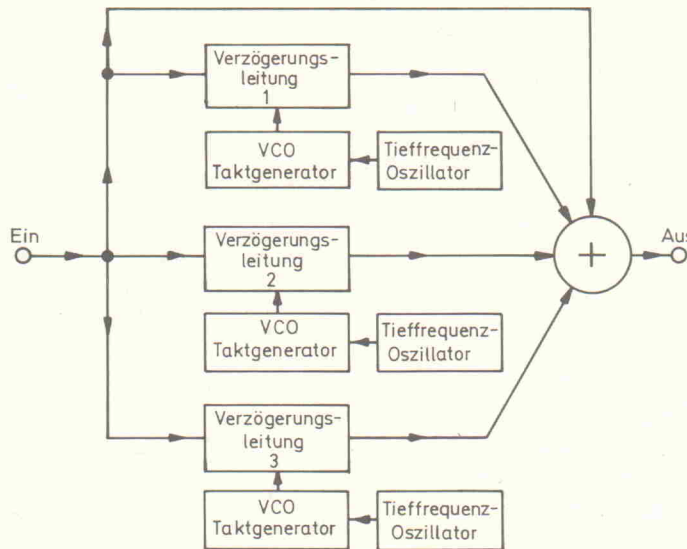 Verzögerungs-
leitung
1
VCO
Taktgenerator
Tieffrequenz-
Oszillator
Ein
Verzögerungs-
leitung
2
+
Aus
VCO
Taktgenerator
Tieffrequenz-
Oszillator
Verzögerungs-
leitung
3
VCO
Taktgenerator
Tieffrequenz-
Oszillator